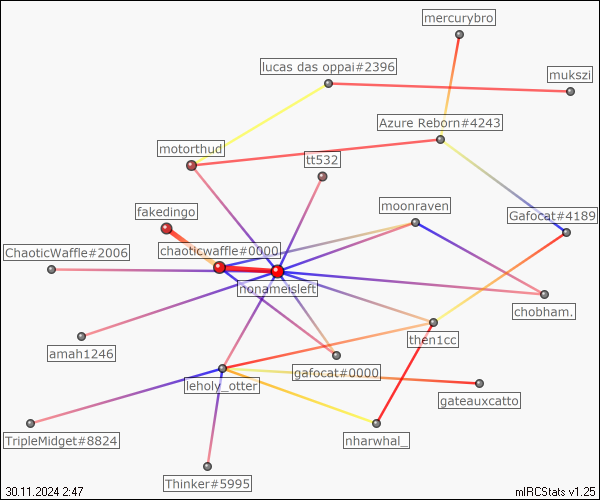 mercurybro
lucas das oppai#2396
mukszi
Azure Reborn#4243
motorthud
tt532
moonraven
fakedingo
Gafocat#4189
ChaoticWaffle#2006
chaoticwaffle#0000
nonameisleft
chobham.
then1cc
amah1246
gafocat#0000
leholy_otter
gateauxcatto
TripleMidget#8824
nharwhal_
Thinker#5995
30.11.2024 2:47
mIRCStats v1.25